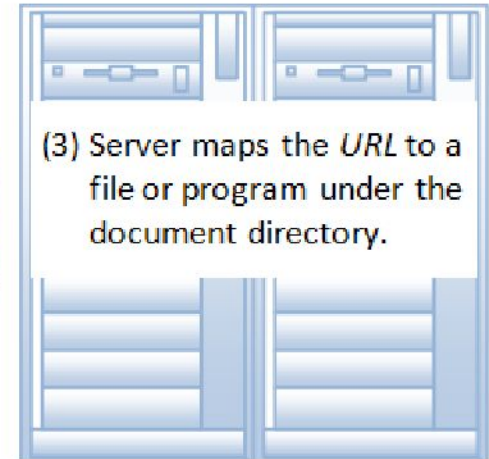 (3) Server maps the URL to a
file or program under the
document directory.